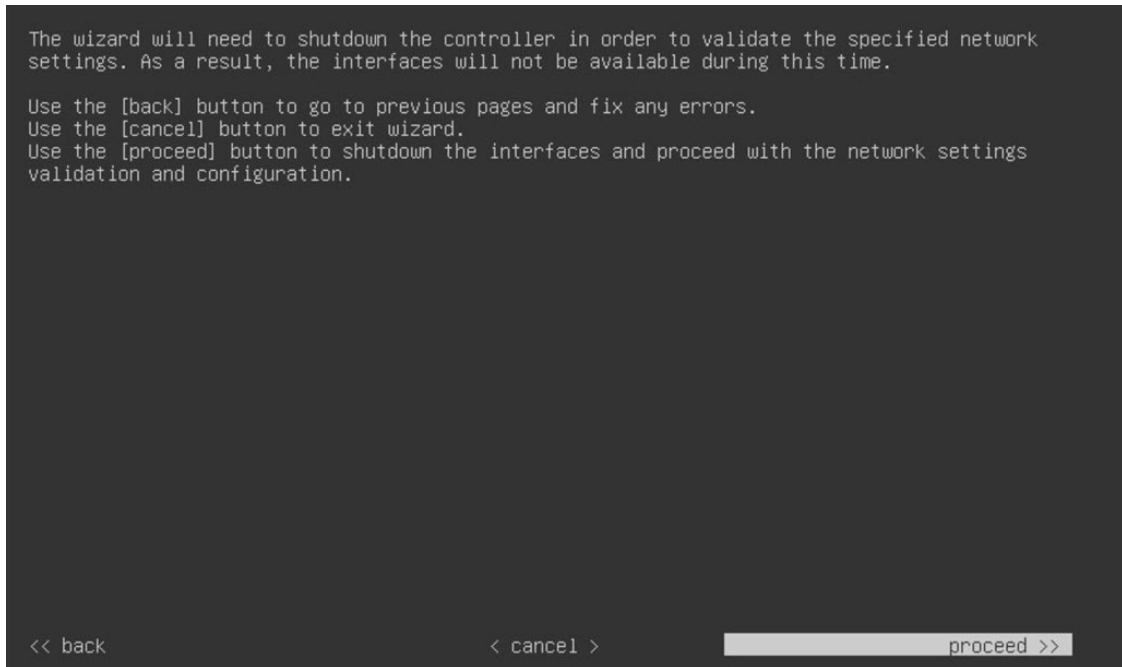 The wizard will need to shutdown the controller in order to validate the specified network
settings. As a result, the interfaces will not be available during this time.
Use the [back] button to go to previous pages and fix any errors.
Use the [cancel] button to exit wizard.
Use the [proceed] button to shutdown the interfaces and proceed with the network settings
validation and configuration.
<< back
< cancel >
proceed >>